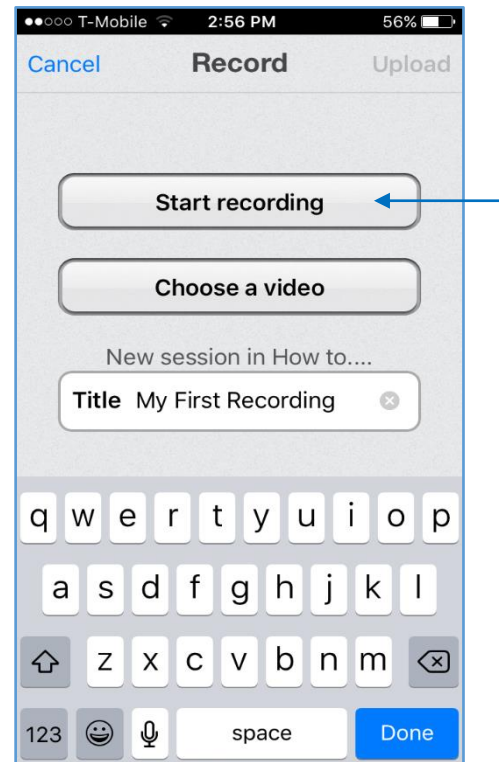 T-Mobile 2:56 PM 56%
Cancel Record Upload
Start recording
Choose a video
New session in How to....
Title My First Recording
q w e r t y u i o p
a s d f g h j k l
z x c v b n m
123 space Done